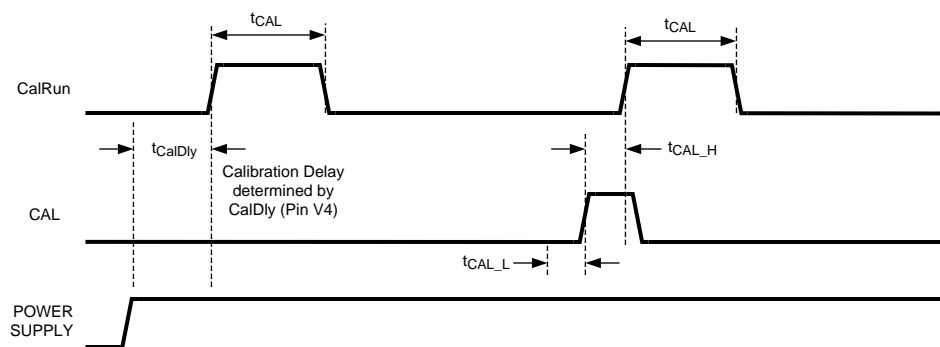 tCAL
tCAL
CalRun
tCalDly
tCAL_H
Calibration Delay
determined by
CalDly (Pin V4)
CAL
tCAL_L
POWER
SUPPLY